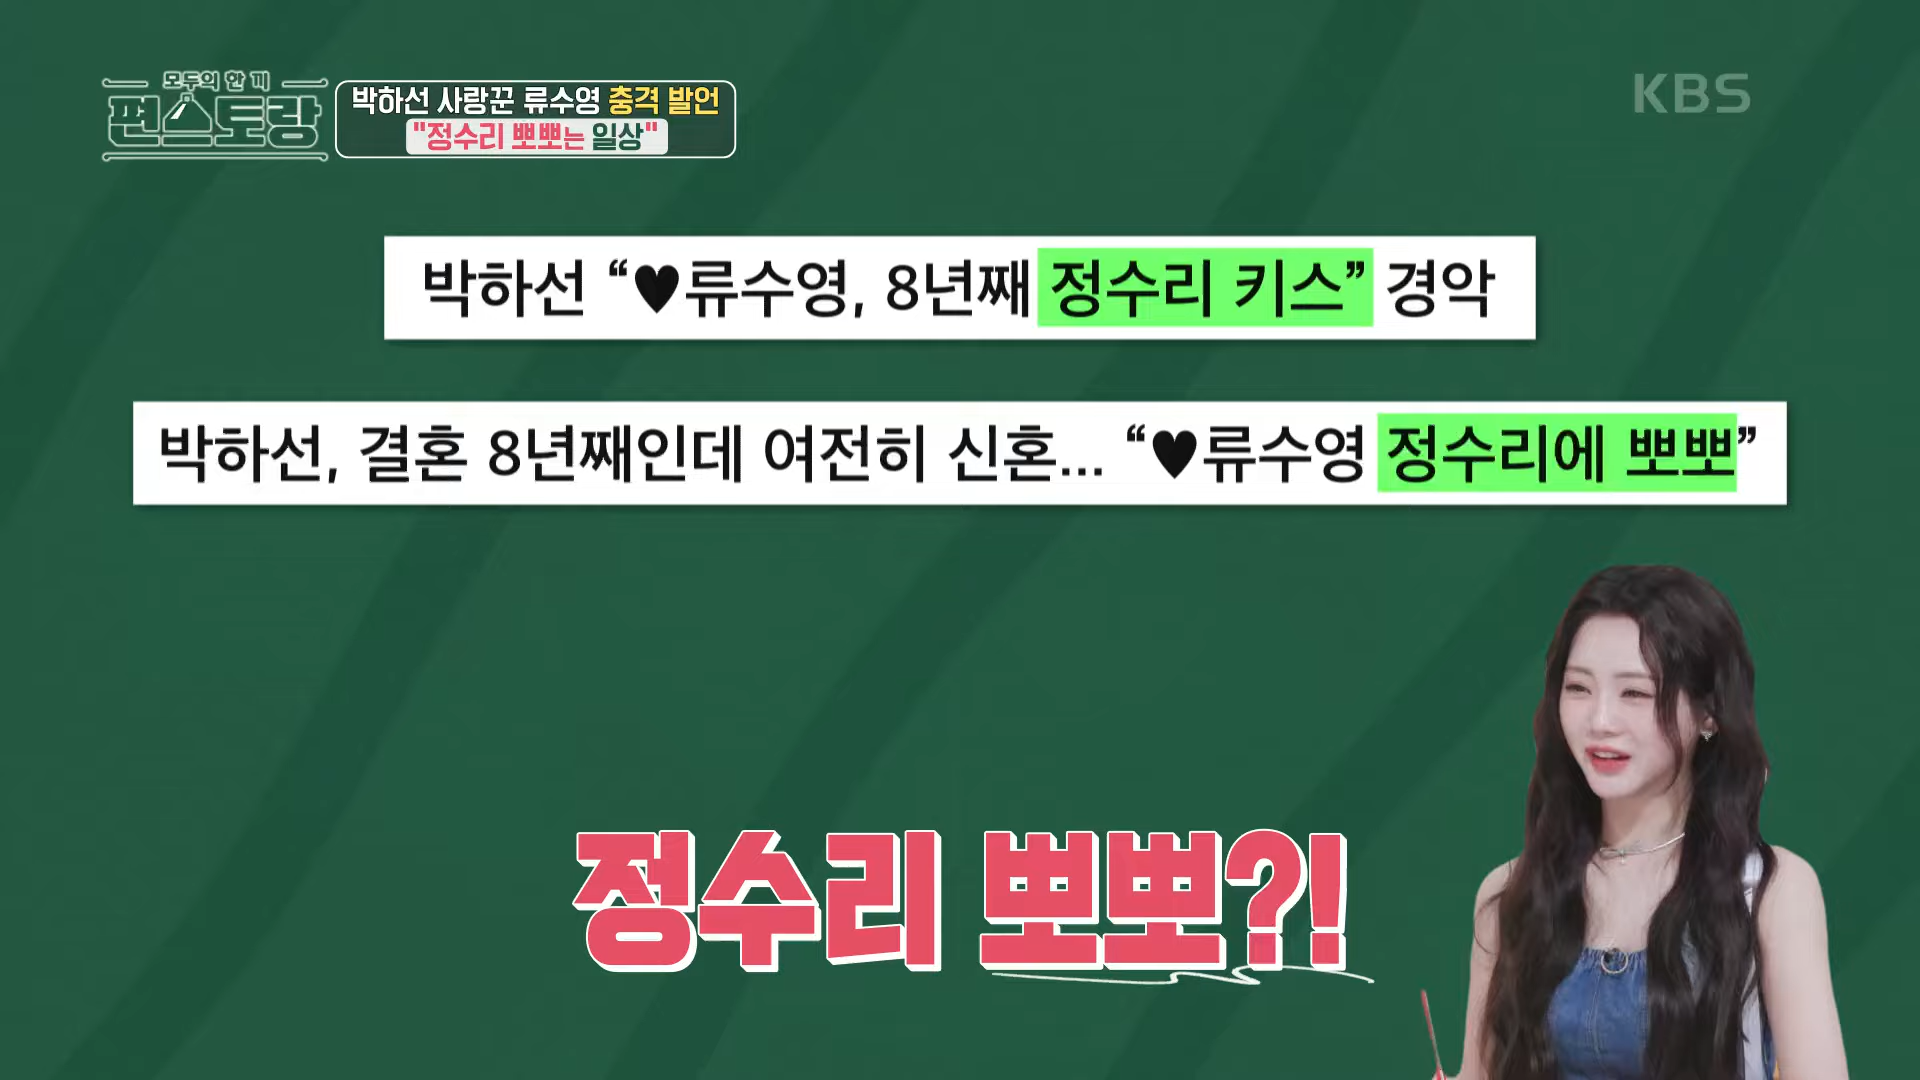 모두의 한 끼
편스토랑
박하선 사랑꾼 류수영 충격 발언
"정수리 뽀뽀는 일상"
KBS
박하선 “♥류수영, 8년째 정수리 키스” 경악
박하선, 결혼 8년째인데 여전히 신혼... “♥류수영 정수리에 뽀뽀”
정수리 뽀뽀?!